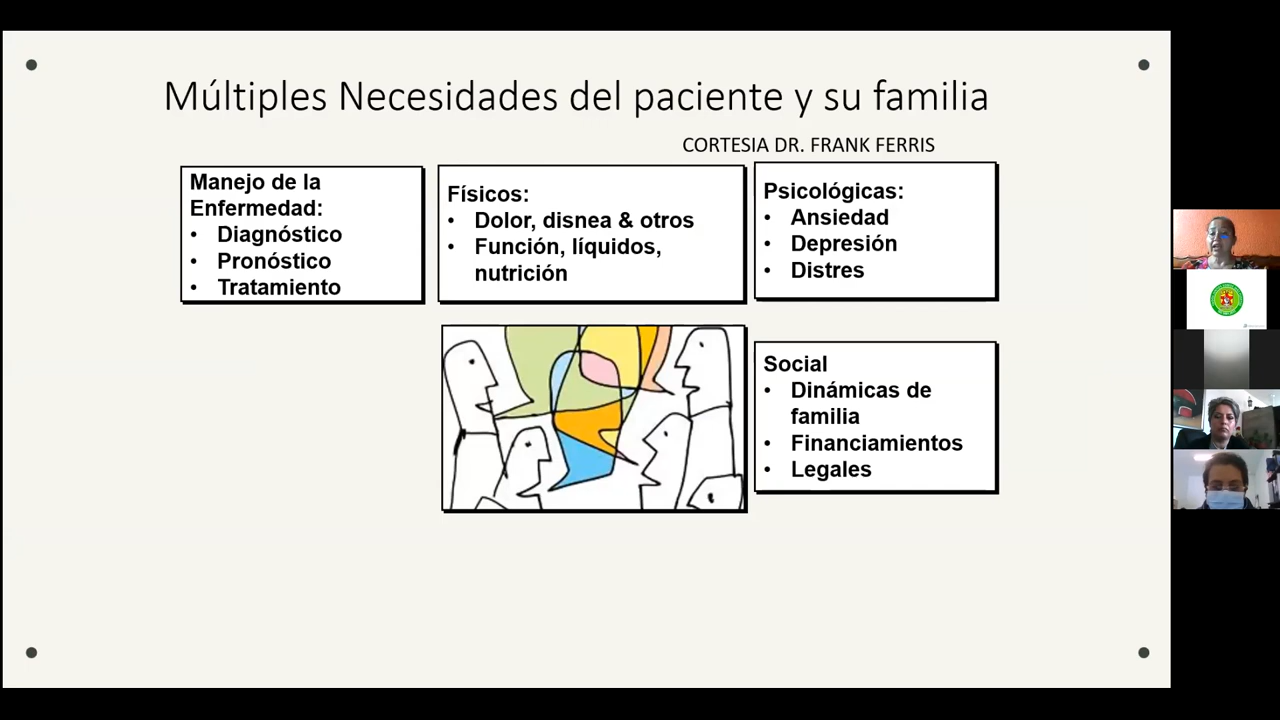 Múltiples Necesidades del paciente y su familia
CORTESIA DR. FRANK FERRIS
Manejo de la
Enfermedad:
• Diagnóstico
• Pronóstico
• Tratamiento
Físicos:
• Dolor, disnea & otros
• Función, líquidos,
nutrición
Psicológicas:
• Ansiedad
• Depresión
• Distres
Social
• Dinámicas de
familia
• Financiamientos
• Legales